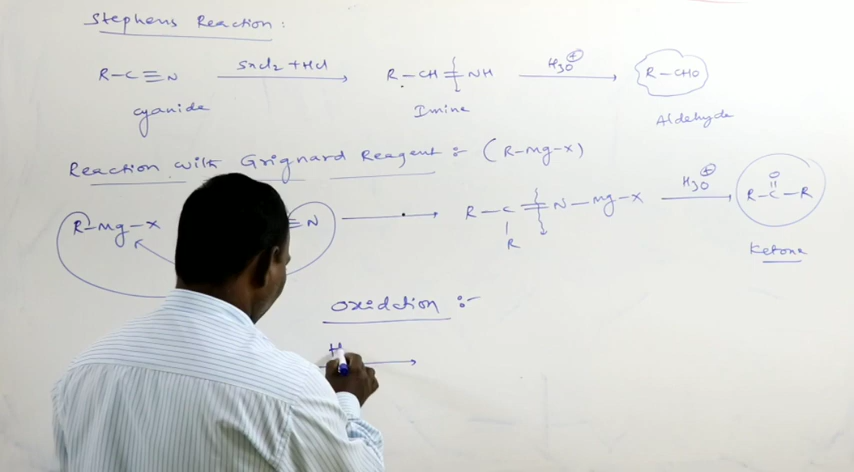 Stephens Reaction:
R-C≡N SnCl2 + HCl R-CH=NH H3O⊕ R-CHO
cyanide Imine Aldehyde
Reaction with Grignard Reagent :- (R-Mg-X)
R-Mg-X ≡N R-C=N-Mg-X H3O⊕ R-C-R
O
R
Ketone
Oxidation :-
H